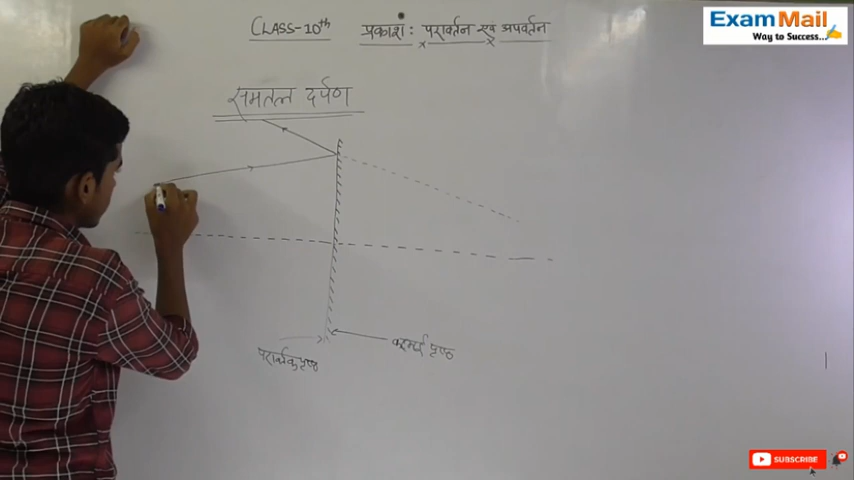 CLASS-10th प्रकाश: परावर्तन एवं अपवर्तन
ExamMail
Way to Success...
समतल दर्पण
परावर्तक पृष्ठ
कलई पृष्ठ
SUBSCRIBE